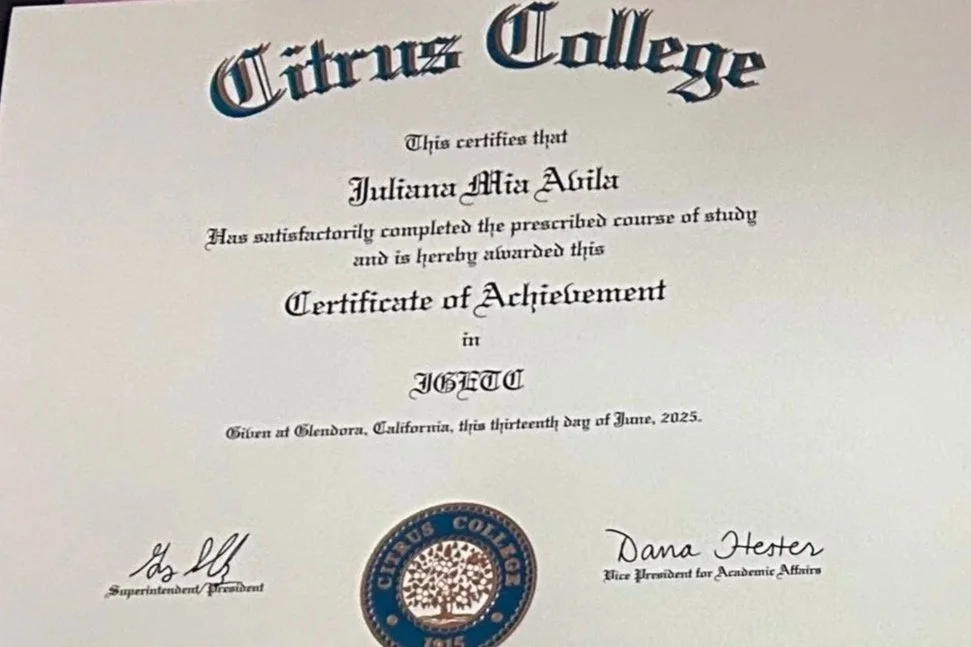 Citrus College
This certifies that
Juliana Mia Avila
Has satisfactorily completed the prescribed course of study
and is hereby awarded this
Certificate of Achievement
in
IGETC
Given at Glendora, California, this thirteenth day of June, 2025.
Superintendent/President
CITRUS COLLEGE
1915
Dana Hester
Vice President for Academic Affairs